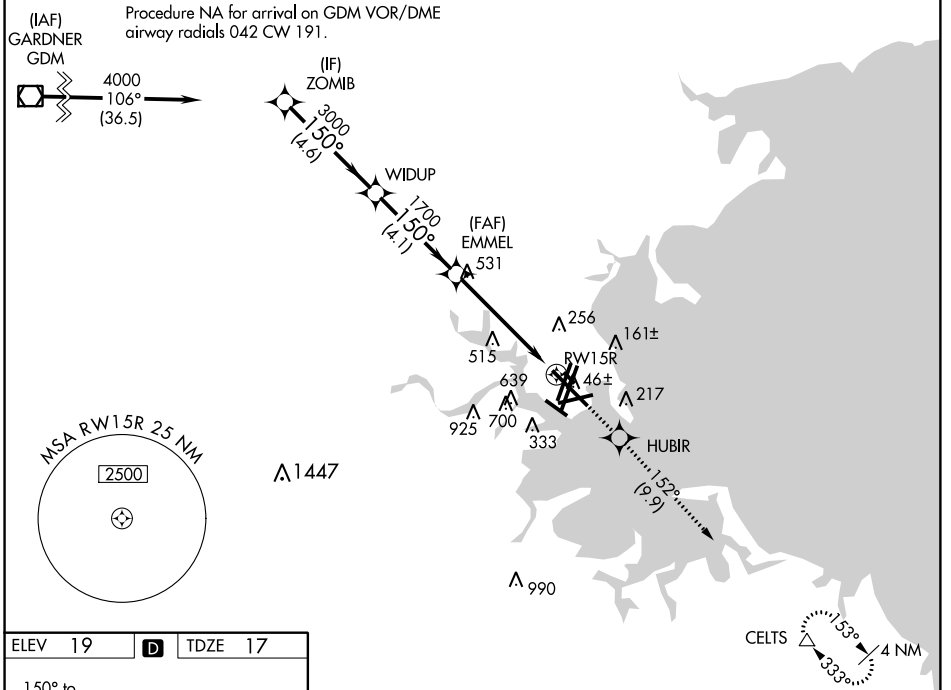 Procedure NA for arrival on GDM VOR/DME
airway radials 042 CW 191.
(IAF)
GARDNER
GDM
4000
106°
(36.5)
(IF)
ZOMIB
3000
150°
(4.6)
WIDUP
1700
150°
(4.1)
(FAF)
EMMEL
531
256
161±
515
RW15R
46±
639
217
925
700
333
HUBIR
MSA RW15R 25 NM
2500
1447
152°
(9.9)
990
CELTS
153°
4 NM
333°
ELEV 19
D
TDZE 17
150° to